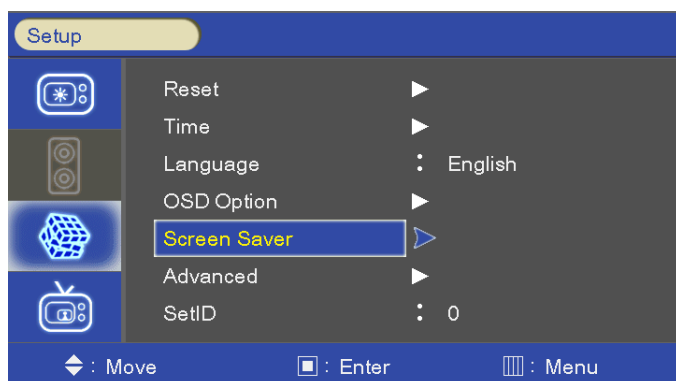 Setup
Reset
Time
Language : English
OSD Option
Screen Saver
Advanced
SetID : 0
: Move : Enter : Menu